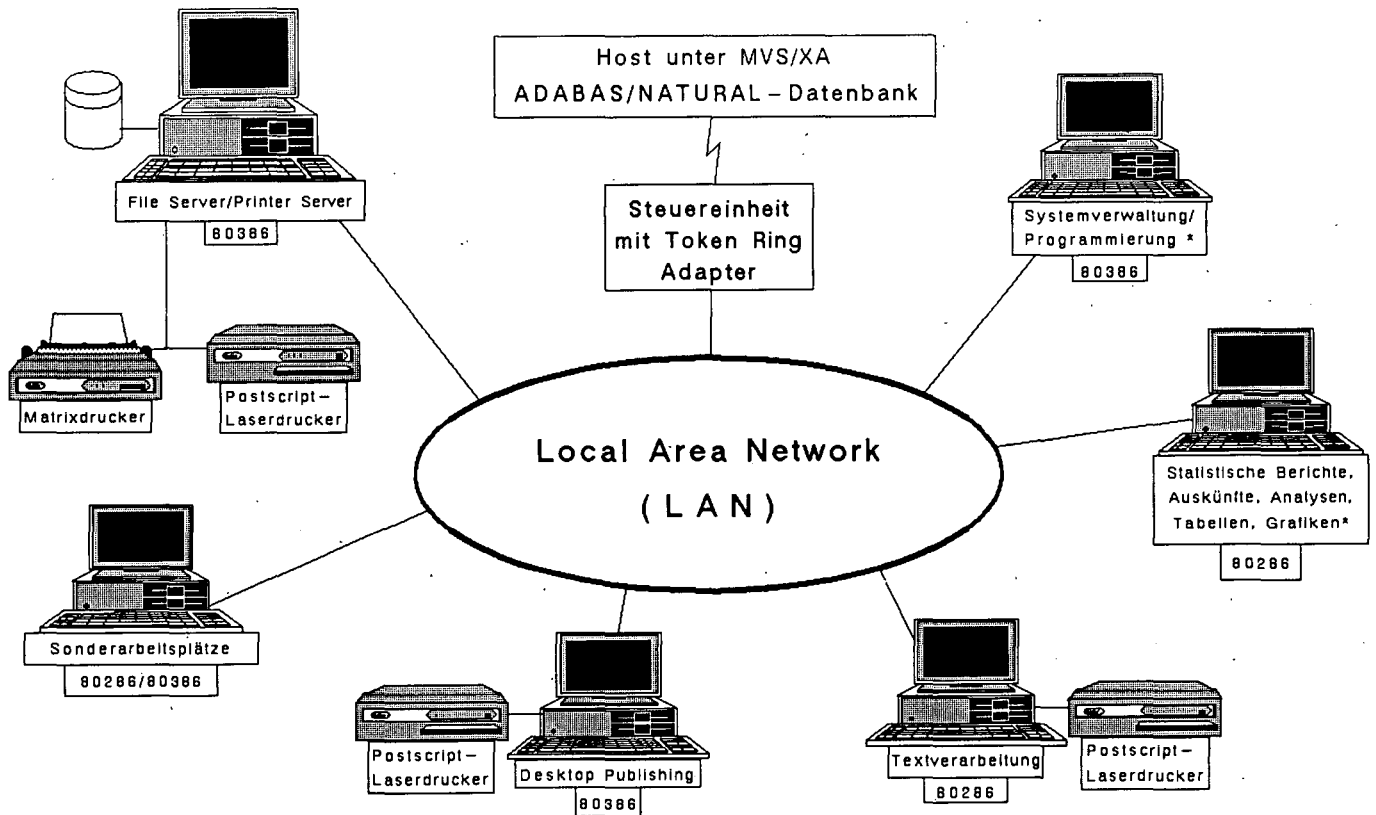 Host unter MVS/XA
ADABAS/NATURAL-Datenbank
File Server/Printer Server
80386
Steuereinheit
mit Token Ring
Adapter
Systemverwaltung/
Programmierung *
80386
Matrixdrucker
Postscript-
Laserdrucker
Local Area Network
(LAN)
Statistische Berichte,
Auskünfte, Analysen,
Tabellen, Grafiken*
80286
Sonderarbeitsplätze
80286/80386
Postscript-
Laserdrucker
Desktop Publishing
80386
Textverarbeitung
80286
Postscript-
Laserdrucker